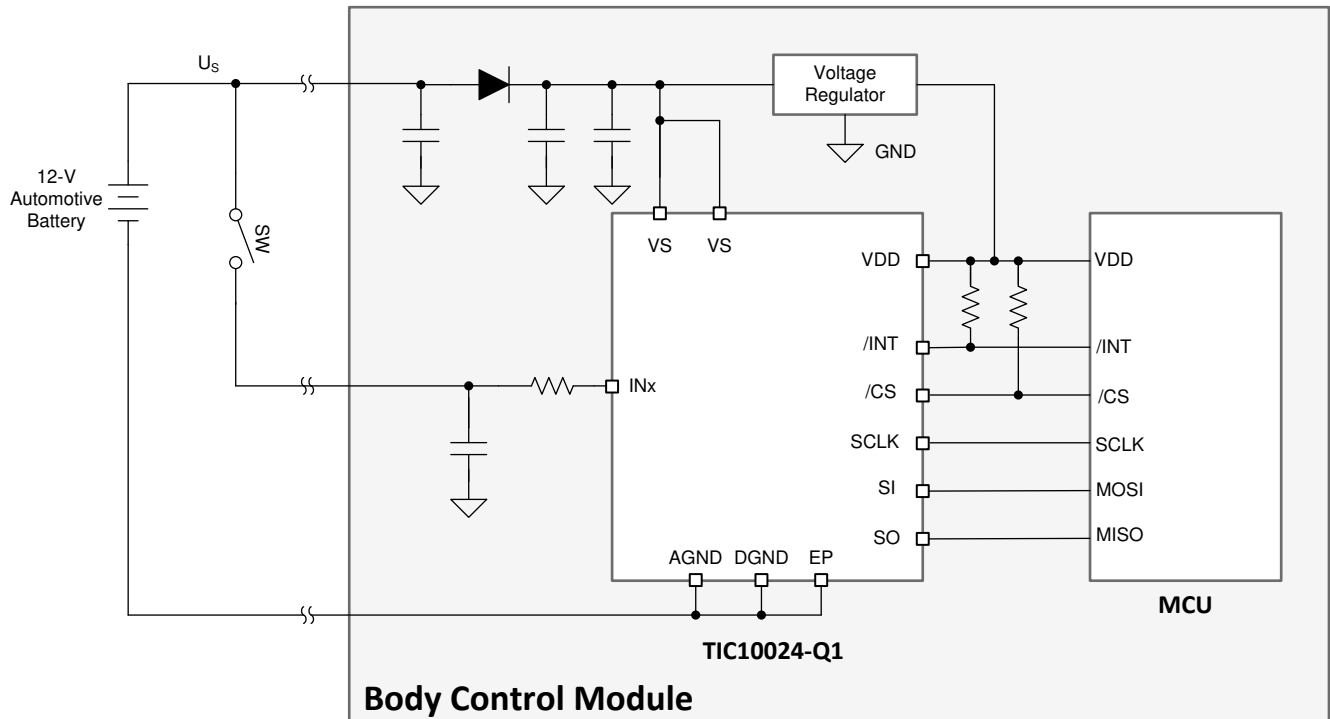 U_S
Voltage
Regulator
GND
12-V
Automotive
Battery
SW
VS
VS
VDD
VDD
/INT
/INT
INx
/CS
/CS
SCLK
SCLK
SI
MOSI
SO
MISO
AGND
DGND
EP
MCU
TIC10024-Q1
Body Control Module